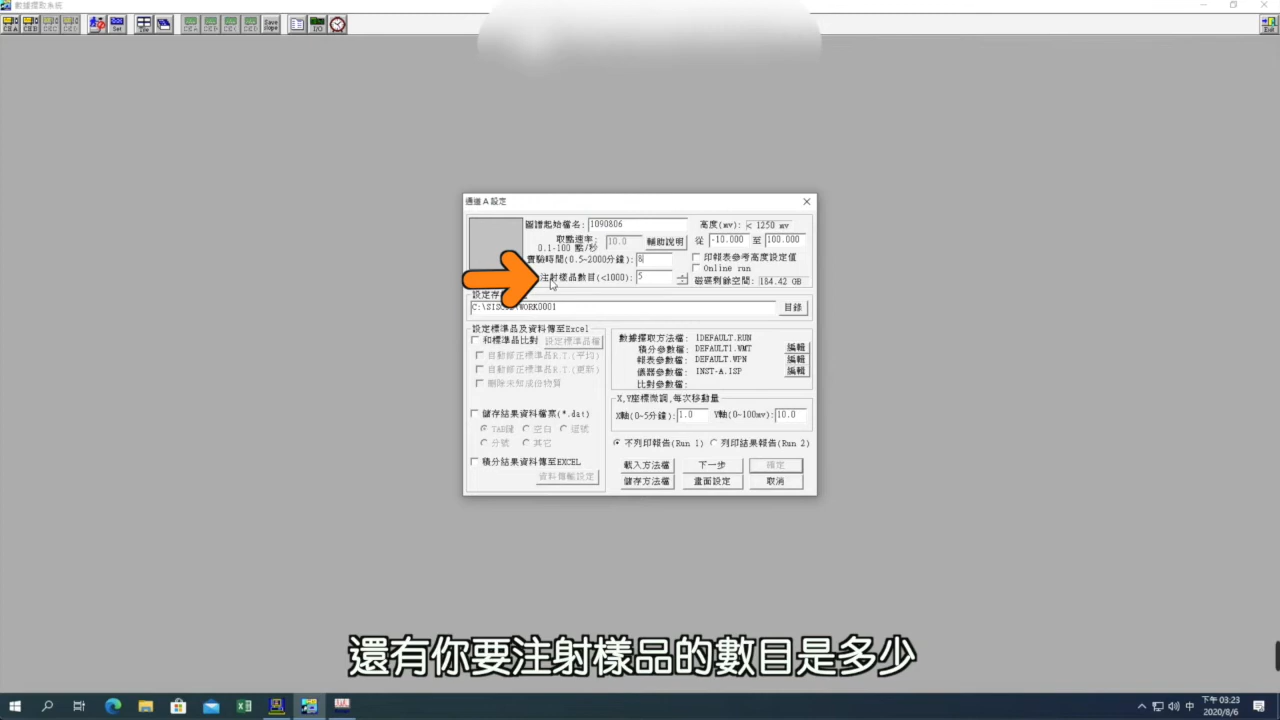 數據擷取系統
CH A
CH B
Set
Save
Slope
I/O
Exit
通道 A 設定
圖譜起始檔名: 1090806
高度(mv): < 1250 mv
取點速率: 10.0 輔助說明
0.1-100 點/秒
從 -10.000 至 100.000
實驗時間(0.5~2000分鐘): 8
印報表參考高度設定值
Online run
注射樣品數目(<1000): 5
磁碟剩餘空間: 184.42 GB
設定存
WORK0001
目錄
設定標準品及資料傳至Excel
和標準品比對 設定標準品檔
自動修正標準品R.T.(平均)
自動修正標準品R.T.(更新)
刪除未知成份物質
儲存結果資料檔案(*.dat)
TAB鍵 空白 逗號
分號 其它
積分結果資料傳至EXCEL
資料傳輸設定
數據擷取方法檔: IDEFAULT.RUN
積分參數檔: DEFAULT1.WMT 編輯
報表參數檔: DEFAULT.WPN 編輯
儀器參數檔: INST-A.ISP 編輯
比對參數檔:
X,Y座標微調,每次移動量
X軸(0~5分鐘): 1.0 Y軸(0~100mv): 10.0
不列印報告(Run 1) 列印結果報告(Run 2)
載入方法檔 下一步 確定
儲存方法檔 畫面設定 取消
還有你要注射樣品的數目是多少
中
下午 03:23
2020/8/6